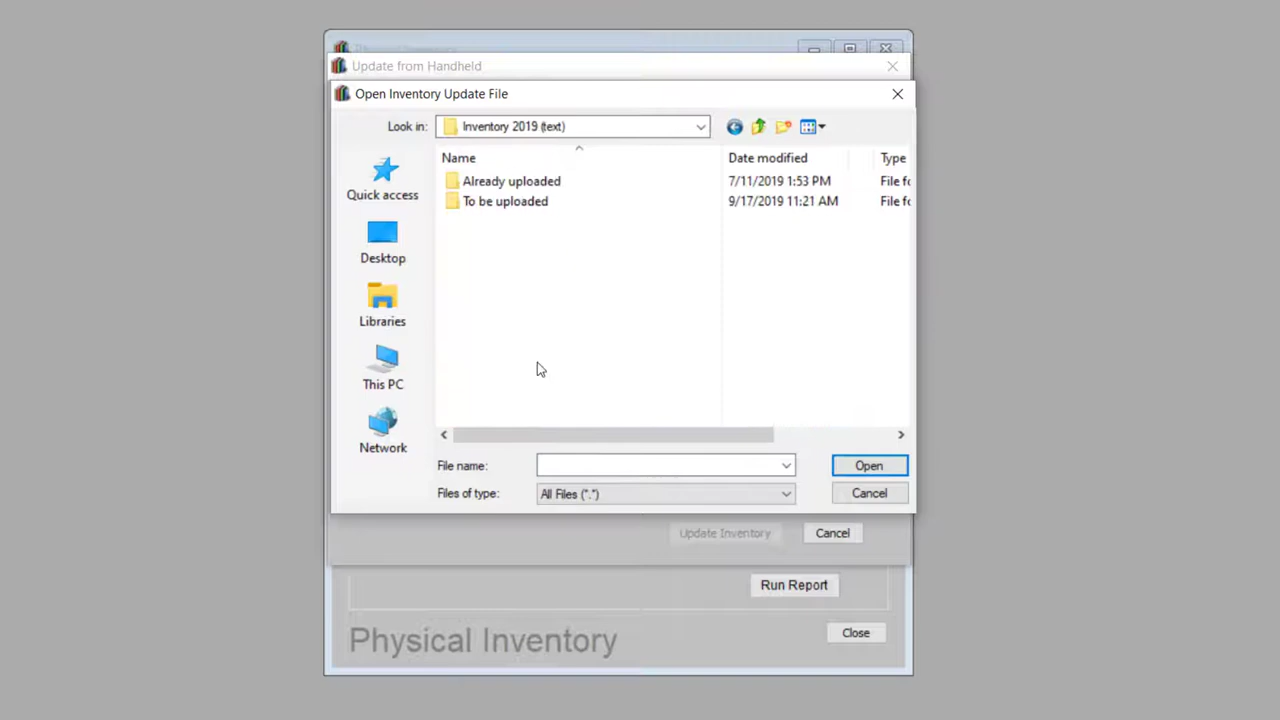 Physical Inventory
Update from Handheld
Open Inventory Update File
Look in: Inventory 2019 (text)
Name Date modified Type
Already uploaded 7/11/2019 1:53 PM File fo
To be uploaded 9/17/2019 11:21 AM File fo
Quick access
Desktop
Libraries
This PC
Network
File name: Open
Files of type: All Files (*.*) Cancel
Update Inventory Cancel
Run Report
Physical Inventory Close